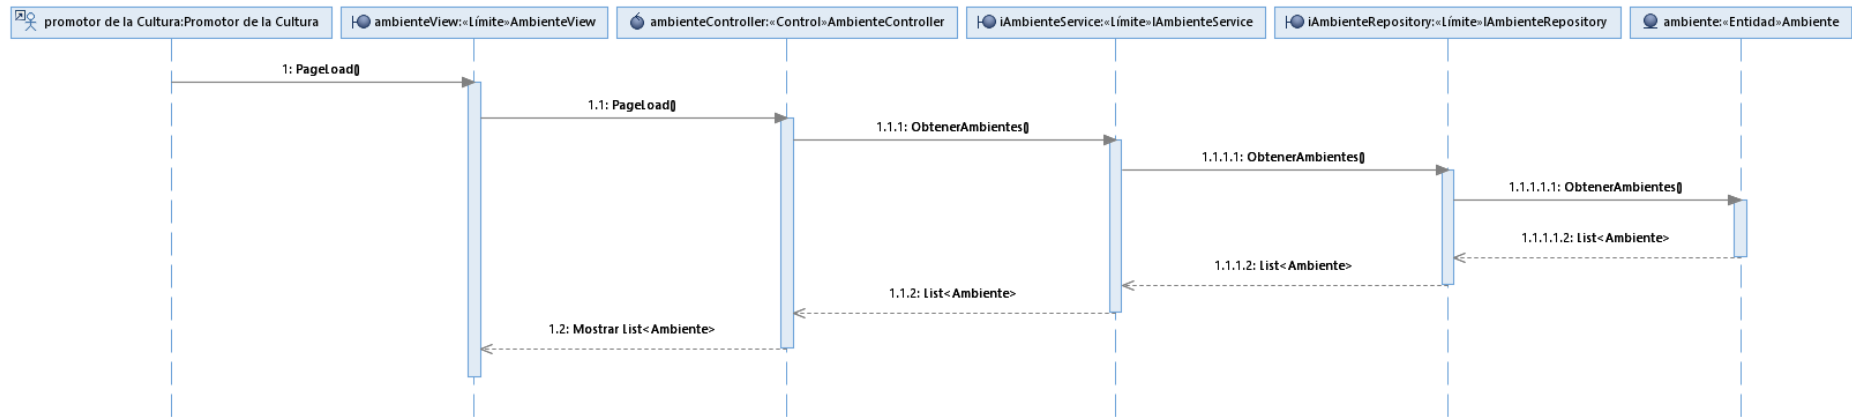 promotor de la Cultura:Promotor de la Cultura
ambienteView:«Límite»AmbienteView
ambienteController:«Control»AmbienteController
iAmbienteService:«Límite»IAmbienteService
iAmbienteRepository:«Límite»IAmbienteRepository
ambiente:«Entidad»Ambiente
1: PageLoad()
1.1: PageLoad()
1.1.1: ObtenerAmbientes()
1.1.1.1: ObtenerAmbientes()
1.1.1.1.1: ObtenerAmbientes()
1.1.1.1.2: List<Ambiente>
1.1.1.2: List<Ambiente>
1.1.2: List<Ambiente>
1.2: Mostrar List<Ambiente>